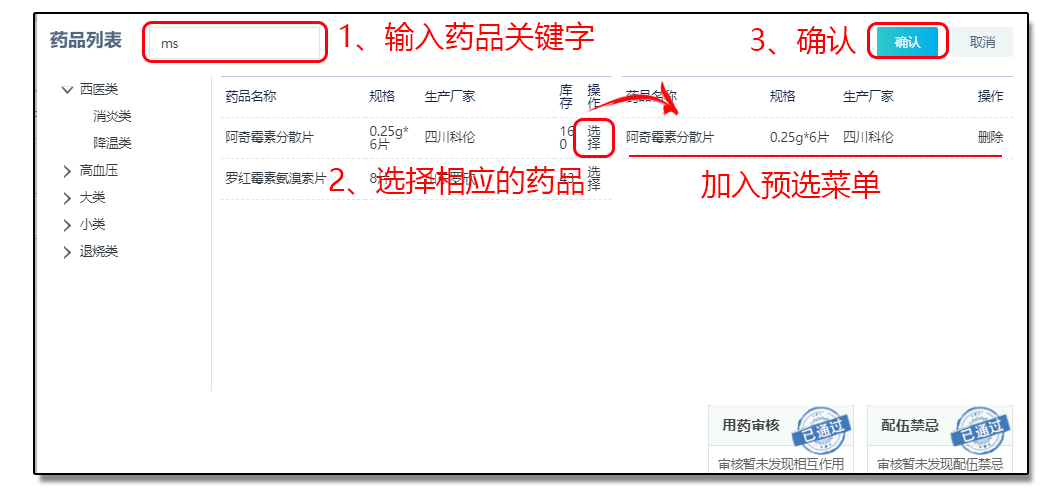 药品列表
ms
1、输入药品关键字
3、确认
确认
取消
西医类
消炎类
降温类
高血压
大类
小类
退烧类
药品名称 规格 生产厂家 库存 操作
阿奇霉素分散片 0.25g*6片 四川科伦 160 选择
罗红霉素氨溴索片 8 选择
2、选择相应的药品
药品名称 规格 生产厂家 操作
阿奇霉素分散片 0.25g*6片 四川科伦 删除
加入预选菜单
用药审核
已通过
审核暂未发现相互作用
配伍禁忌
已通过
审核暂未发现配伍禁忌